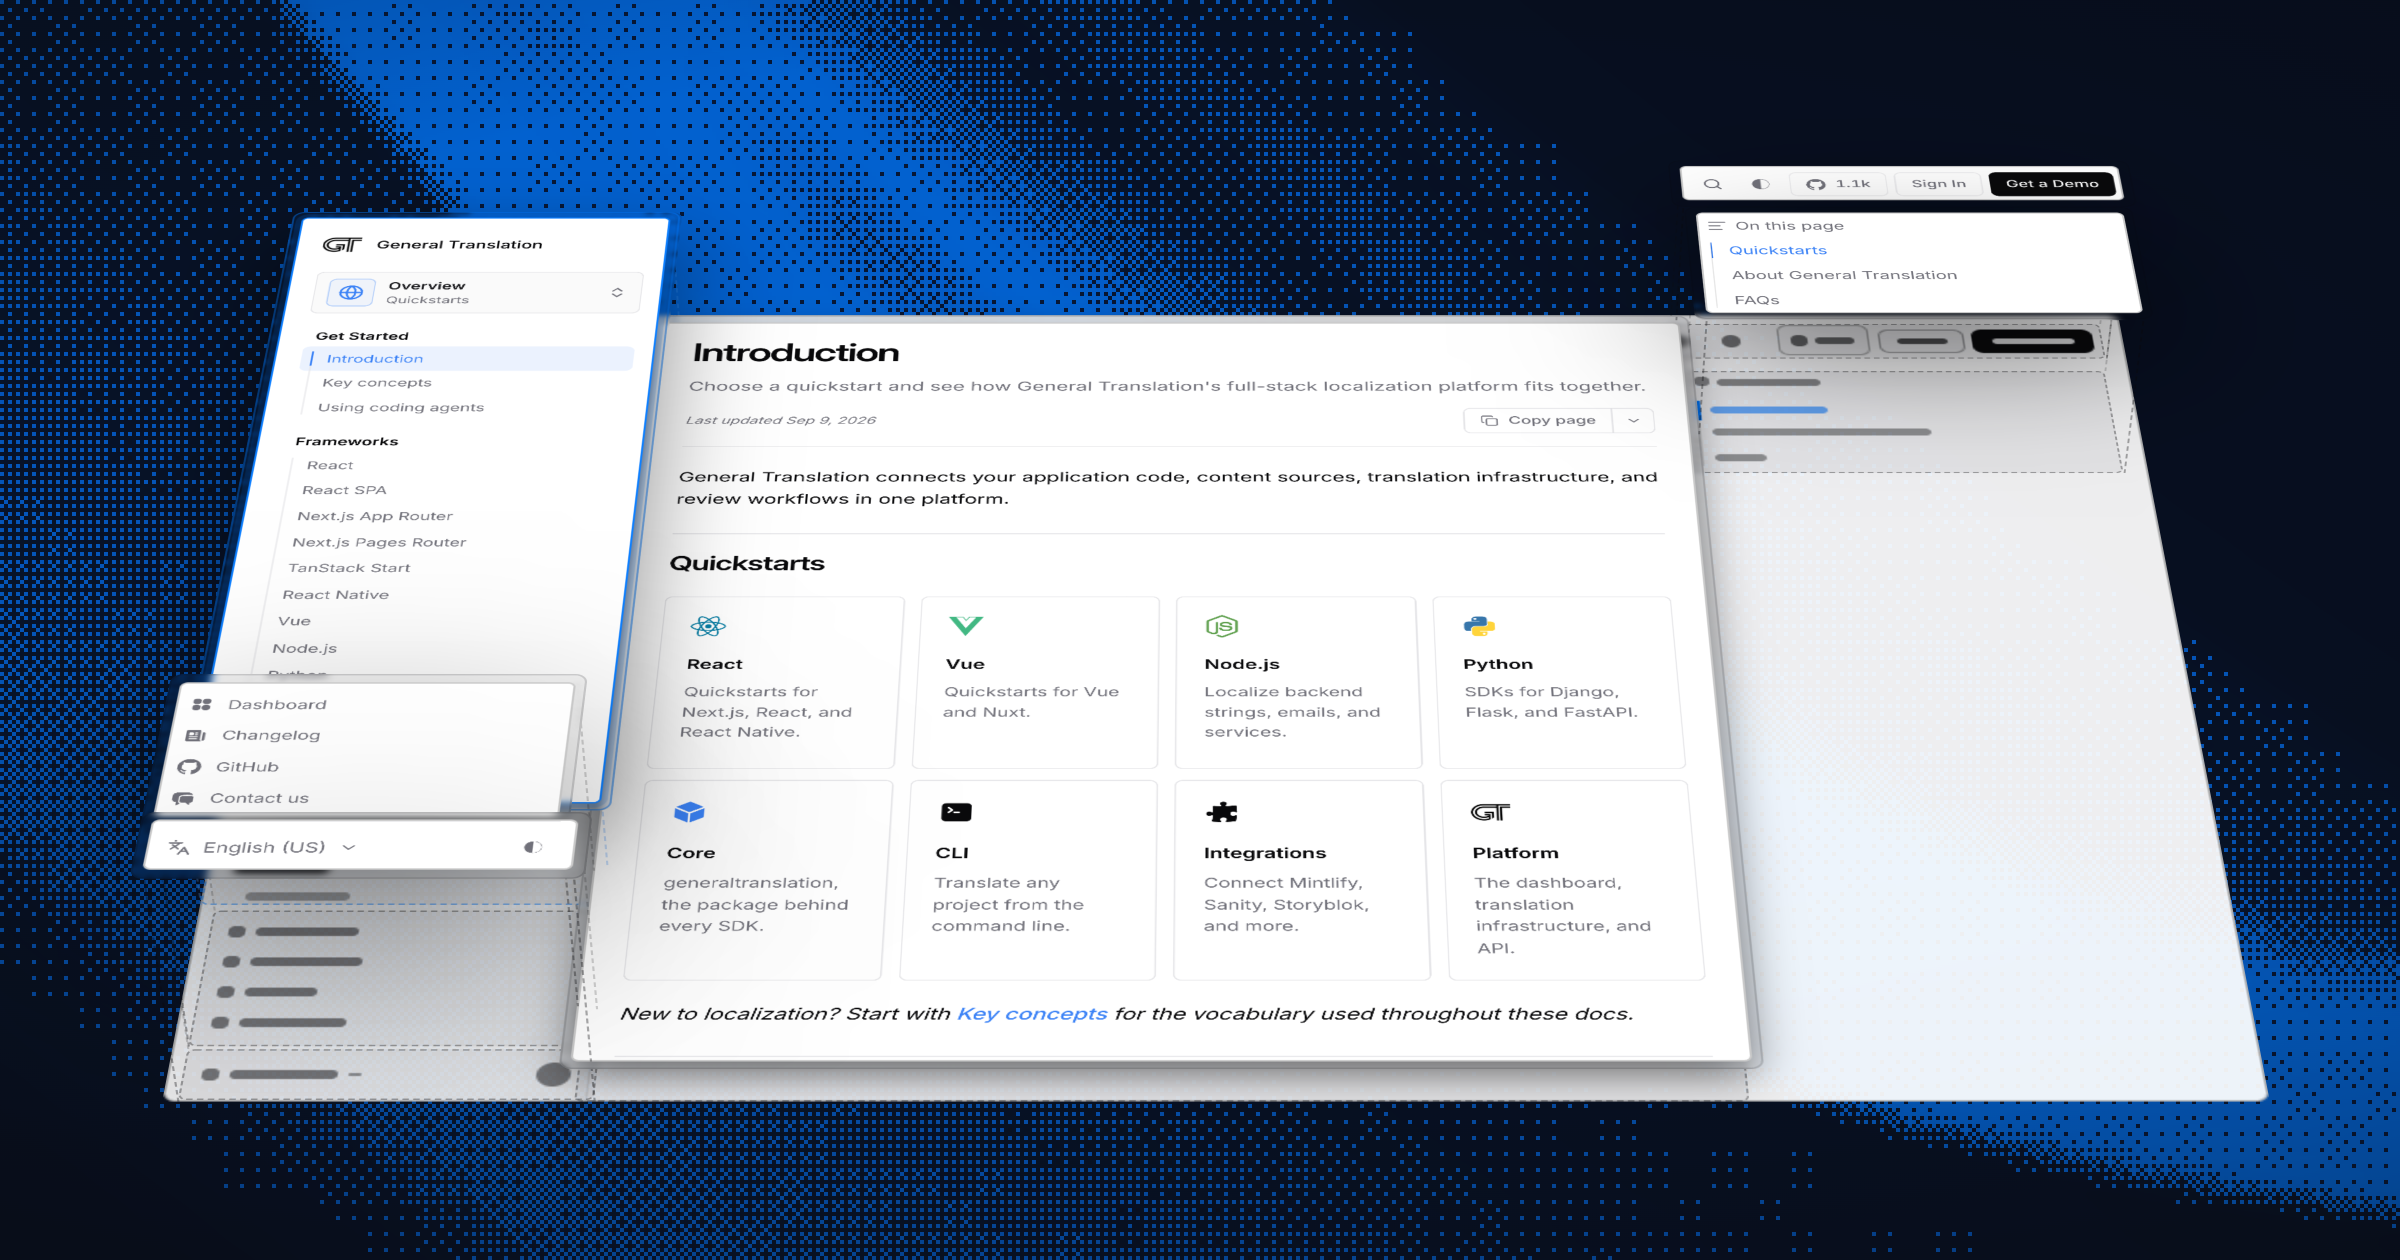 GT General Translation
Overview
Quickstarts
Get Started
Introduction
Key concepts
Using coding agents
Frameworks
React
React SPA
Next.js App Router
Next.js Pages Router
TanStack Start
React Native
Vue
Node.js
Python
Dashboard
Changelog
GitHub
Contact us
English (US)
Introduction
Choose a quickstart and see how General Translation's full-stack localization platform fits together.
Last updated Sep 9, 2026
Copy page
General Translation connects your application code, content sources, translation infrastructure, and
review workflows in one platform.
Quickstarts
React
Quickstarts for
Next.js, React, and
React Native.
Vue
Quickstarts for Vue
and Nuxt.
JS
Node.js
Localize backend
strings, emails, and
services.
Python
SDKs for Django,
Flask, and FastAPI.
Core
generaltranslation,
the package behind
every SDK.
CLI
Translate any
project from the
command line.
Integrations
Connect Mintlify,
Sanity, Storyblok,
and more.
GT
Platform
The dashboard,
translation
infrastructure, and
API.
New to localization? Start with Key concepts for the vocabulary used throughout these docs.
1.1k
Sign In
Get a Demo
On this page
Quickstarts
About General Translation
FAQs